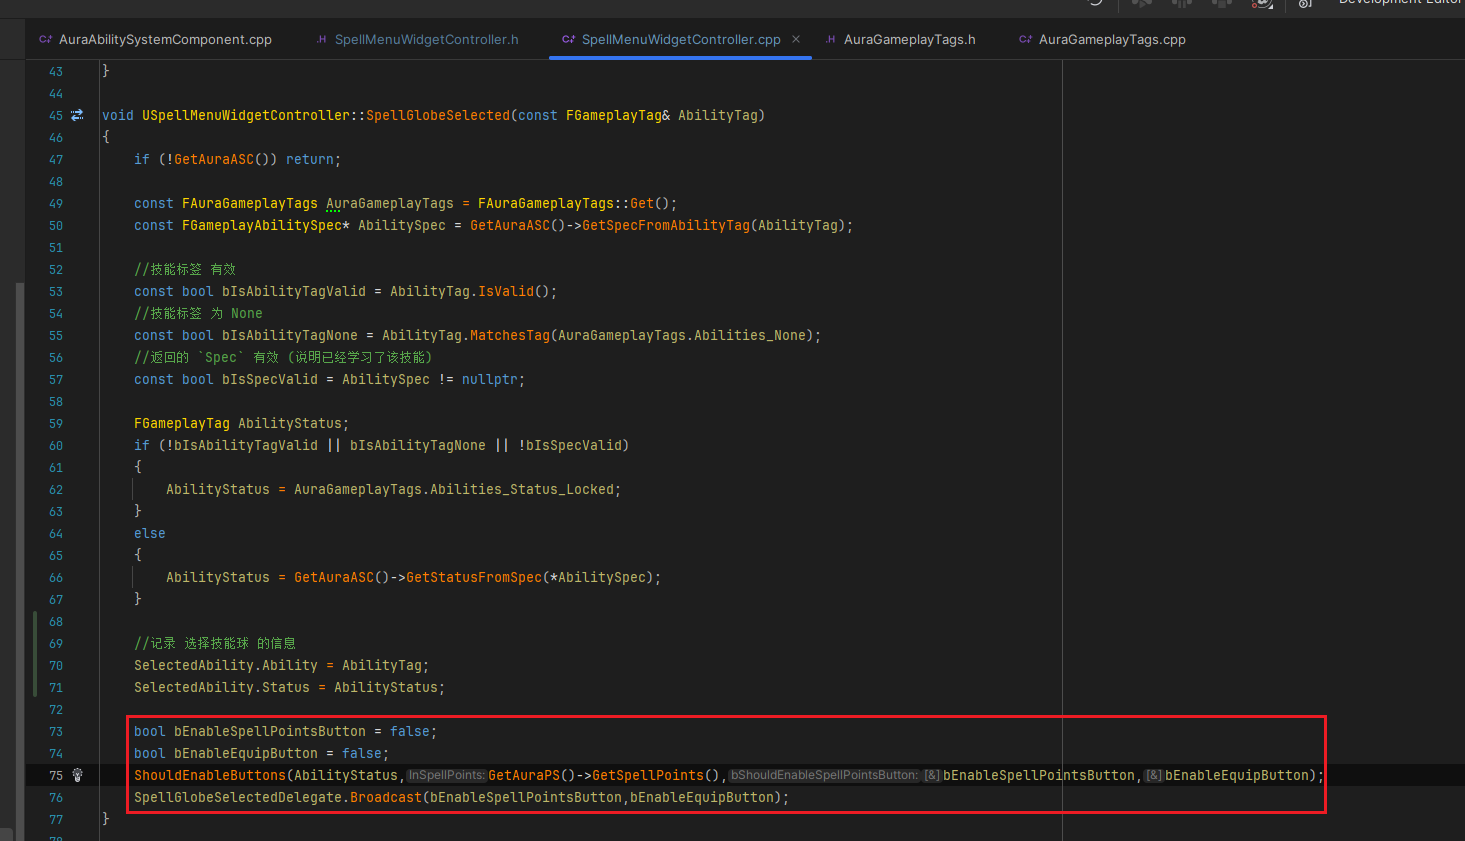 Development Editor
AuraAbilitySystemComponent.cpp
SpellMenuWidgetController.h
SpellMenuWidgetController.cpp
AuraGameplayTags.h
AuraGameplayTags.cpp
43 }
44
45 void USpellMenuWidgetController::SpellGlobeSelected(const FGameplayTag& AbilityTag)
46 {
47 if (!GetAuraASC()) return;
48
49 const FAuraGameplayTags AuraGameplayTags = FAuraGameplayTags::Get();
50 const FGameplayAbilitySpec* AbilitySpec = GetAuraASC()->GetSpecFromAbilityTag(AbilityTag);
51
52 //技能标签 有效
53 const bool bIsAbilityTagValid = AbilityTag.IsValid();
54 //技能标签 为 None
55 const bool bIsAbilityTagNone = AbilityTag.MatchesTag(AuraGameplayTags.Abilities_None);
56 //返回的 `Spec` 有效 (说明已经学习了该技能)
57 const bool bIsSpecValid = AbilitySpec != nullptr;
58
59 FGameplayTag AbilityStatus;
60 if (!bIsAbilityTagValid || bIsAbilityTagNone || !bIsSpecValid)
61 {
62 AbilityStatus = AuraGameplayTags.Abilities_Status_Locked;
63 }
64 else
65 {
66 AbilityStatus = GetAuraASC()->GetStatusFromSpec(*AbilitySpec);
67 }
68
69 //记录 选择技能球 的信息
70 SelectedAbility.Ability = AbilityTag;
71 SelectedAbility.Status = AbilityStatus;
72
73 bool bEnableSpellPointsButton = false;
74 bool bEnableEquipButton = false;
75 ShouldEnableButtons(AbilityStatus, InSpellPoints: GetAuraPS()->GetSpellPoints(), bShouldEnableSpellPointsButton: [&] bEnableSpellPointsButton, [&] bEnableEquipButton);
76 SpellGlobeSelectedDelegate.Broadcast(bEnableSpellPointsButton,bEnableEquipButton);
77 }